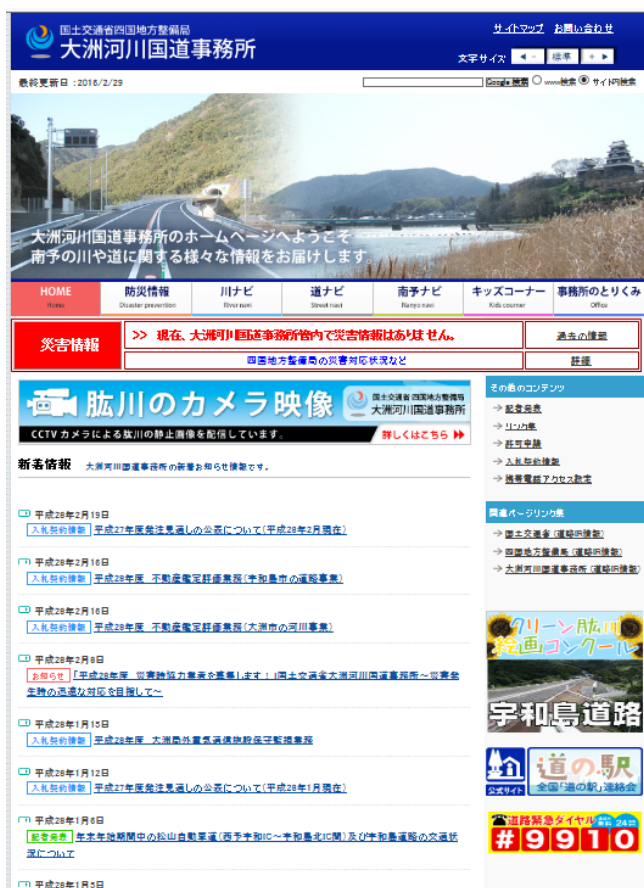 国土交通省四国地方整備局
大洲河川国道事務所
サイトマップ お問い合わせ
文字サイズ ◀ - 標準 + ▶
最終更新日：2016/2/29
Google 検索 www検索 サイト内検索
大洲河川国道事務所のホームページへようこそ
南予の川や道に関する様々な情報をお届けします。
HOME 防災情報 川ナビ 道ナビ 南予ナビ キッズコーナー 事務所のとりくみ
Home Disaster prevention River navi Street navi Nanyo navi Kids courner Office
災害情報
>> 現在、大洲河川国道事務所管内で災害情報はありません。
過去の情報
四国地方整備局の災害対応状況など
詳細
肱川のカメラ映像
国土交通省 四国地方整備局
大洲河川国道事務所
CCTVカメラによる肱川の静止画像を配信しています。
詳しくはこちら
新着情報 大洲河川国道事務所の新着お知らせ情報です。
平成28年2月19日
入札契約情報 平成27年度発注見通しの公表について(平成28年2月現在)
平成28年2月16日
入札契約情報 平成28年度 不動産鑑定評価業務(宇和島市の道路事業)
平成28年2月16日
入札契約情報 平成28年度 不動産鑑定評価業務(大洲市の河川事業)
平成28年2月8日
お知らせ 「平成28年度 災害時協力業者を募集します！」国土交通省大洲河川国道事務所～災害発
生時の迅速な対応を目指して～
平成28年1月15日
入札契約情報 平成28年度 大洲局外電気通信施設保守監視業務
平成28年1月12日
入札契約情報 平成27年度発注見通しの公表について(平成28年1月現在)
平成28年1月6日
記者発表 年末年始期間中の松山自動車道(西予宇和IC～宇和島北IC間)及び宇和島道路の交通状
況について
平成28年1月5日
その他のコンテンツ
記者発表
リンク集
許可申請
入札契約情報
携帯電話アクセス設定
関連ページリンク集
国土交通省（道路IR情報）
四国地方整備局（道路IR情報）
大洲河川国道事務所（道路IR情報）
クリーン肱川
絵画コンクール
宇和島道路
公式サイト
道の駅
全国「道の駅」連絡会
道路緊急ダイヤル 24
#9910